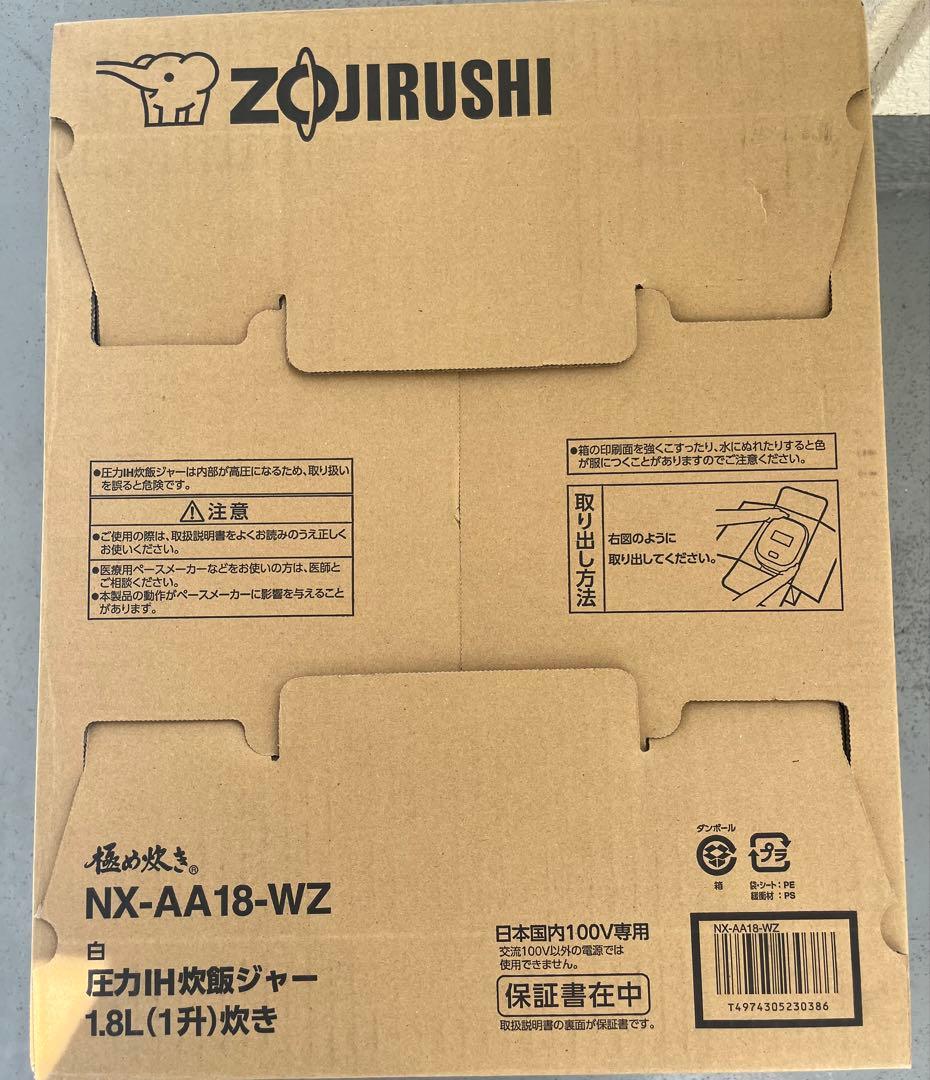 ZOJIRUSHI
●圧力IH炊飯ジャーは内部が高圧になるため、取り扱い
を誤ると危険です。
⚠注意
●ご使用の際は、取扱説明書をよくお読みのうえ正しく
お使いください。
●医療用ペースメーカーなどをお使いの方は、医師と
ご相談ください。
●本製品の動作がペースメーカーに影響を与えること
があります。
●箱の印刷面を強くこすったり、水にぬれたりすると色
が服につくことがありますのでご注意ください。
取り出し方法
右図のように
取り出してください。
極め炊き®
NX-AA18-WZ
白
圧力IH炊飯ジャー
1.8L(1升)炊き
日本国内100V専用
交流100V以外の電源では
使用できません。
保証書在中
取扱説明書の裏面が保証書です。
ダンボール
箱
プラ
袋・シート:PE
緩衝材:PS
NX-AA18-WZ
T4974305230386